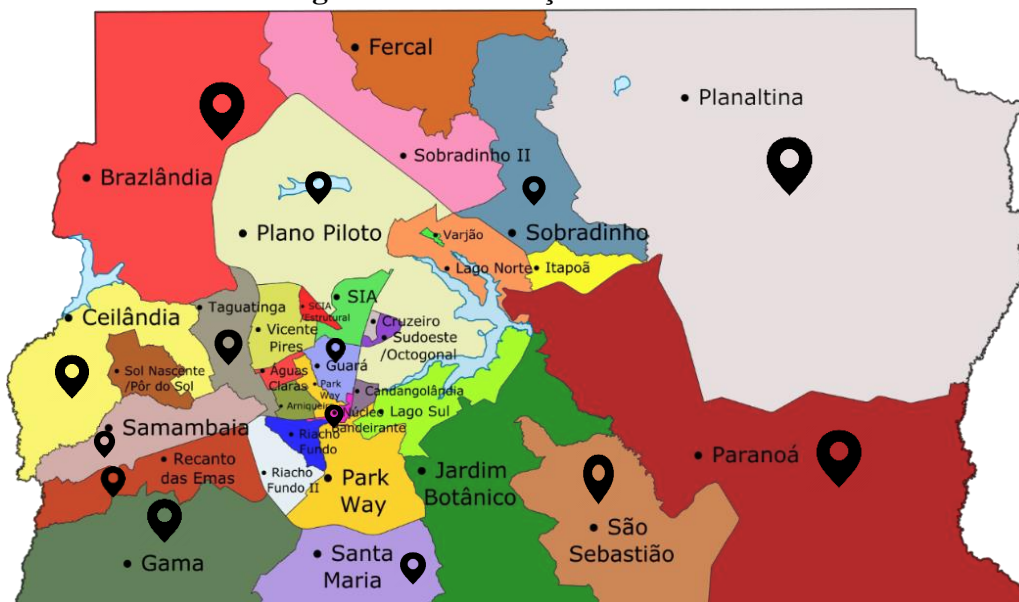 Fercal
Planaltina
Sobradinho II
Brazlândia
Plano Piloto
Varjão
Sobradinho
Lago Norte
Itapoã
Taguatinga
SCIA
/Estrutural
SIA
Ceilândia
Vicente
Pires
Cruzeiro
Sudoeste
/Octogonal
Guará
Sol Nascente
/Pôr do Sol
Águas
Claras
Park
Way
Candangolândia
Arniqueira
Núcleo
Bandeirante
Lago Sul
Samambaia
Riacho
Fundo
Recanto
das Emas
Riacho
Fundo II
Park
Way
Jardim
Botânico
Paranoá
São
Sebastião
Gama
Santa
Maria